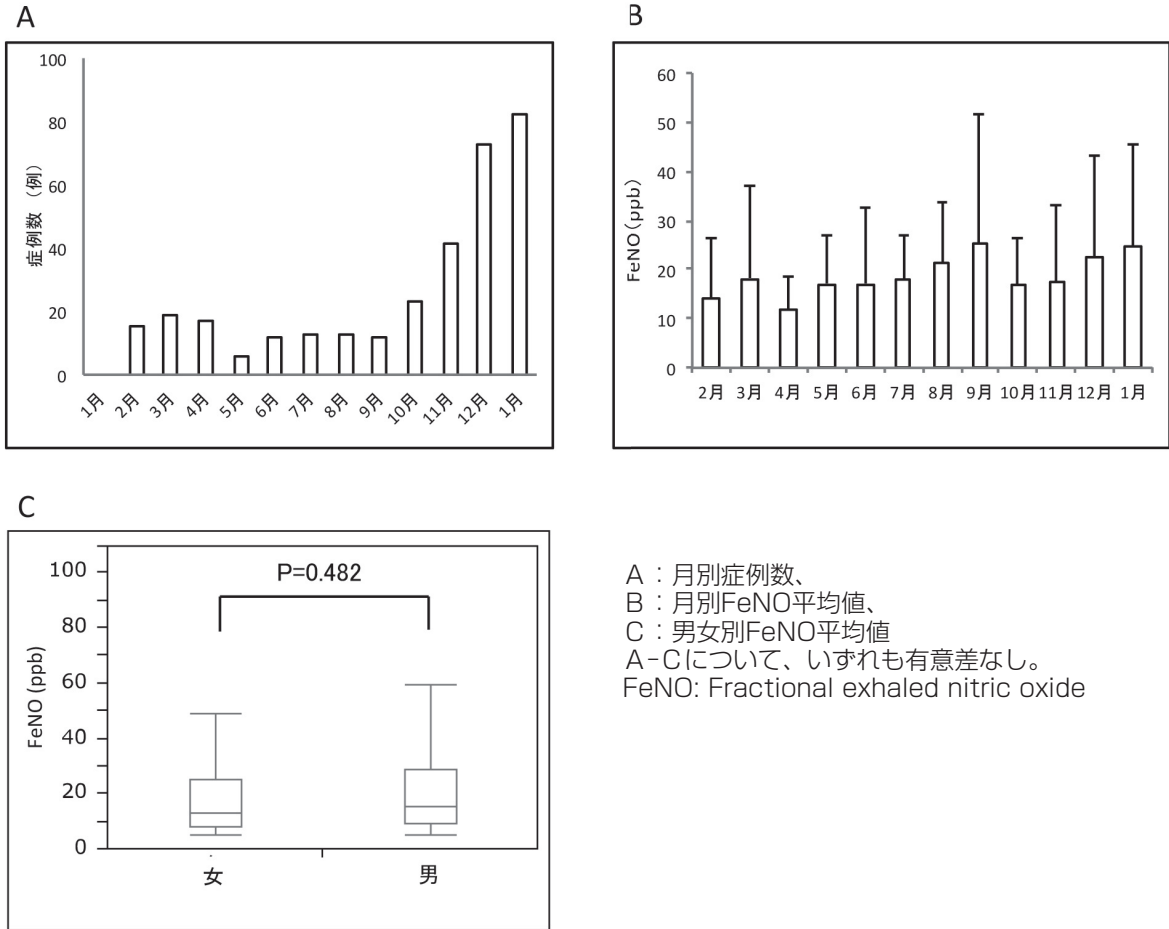 A
100
80
60
40
20
0
症例数（例）
1月 2月 3月 4月 5月 6月 7月 8月 9月 10月 11月 12月 1月
B
60
50
40
30
20
10
0
FeNO(ppb)
2月 3月 4月 5月 6月 7月 8月 9月 10月 11月 12月 1月
C
100
80
60
40
20
0
FeNO (ppb)
P=0.482
女 男
A：月別症例数、
B：月別FeNO平均値、
C：男女別FeNO平均値
A-Cについて、いずれも有意差なし。
FeNO: Fractional exhaled nitric oxide